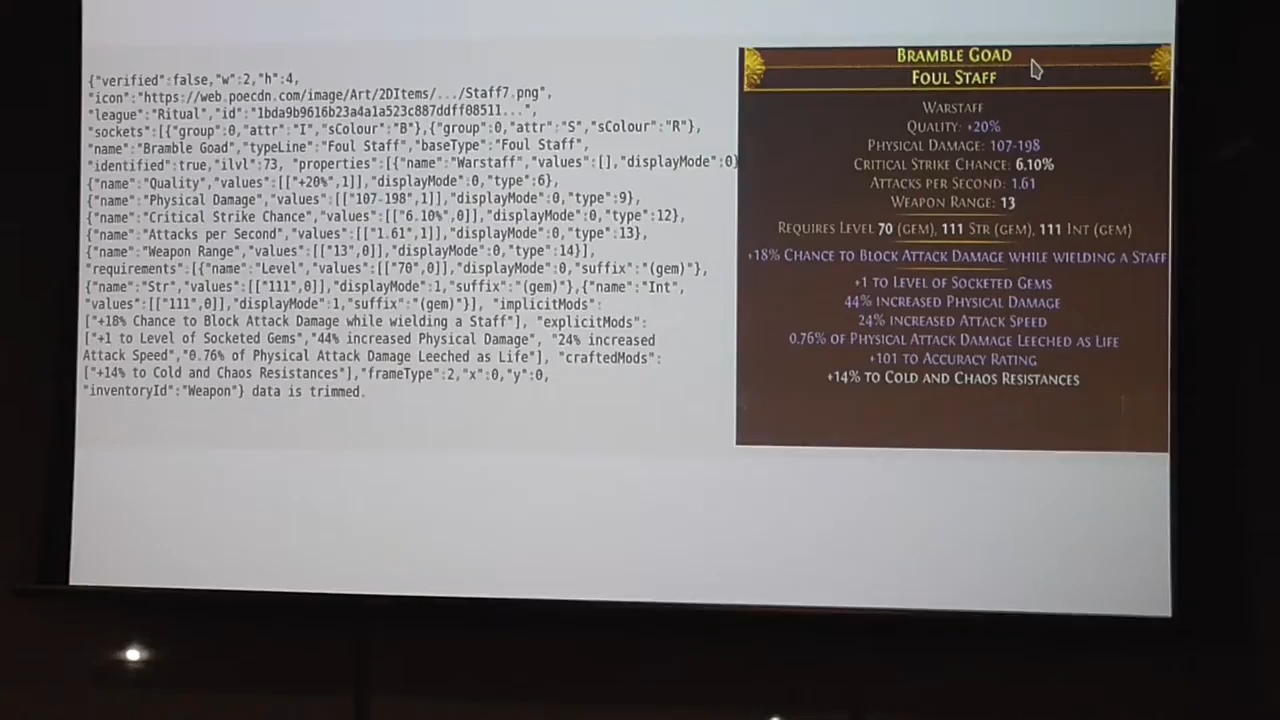 {"verified":false,"w":2,"h":4,
"icon":"https://web.poecdn.com/image/Art/2DItems/.../Staff7.png",
"league":"Ritual","id":"1bda9b9616b23a4a1a523c887ddff08511...",
"sockets":[{"group":0,"attr":"I","sColour":"B"},{"group":0,"attr":"S","sColour":"R"},
"name":"Bramble Goad","typeLine":"Foul Staff","baseType":"Foul Staff",
"identified":true,"ilvl":73, "properties":[{"name":"Warstaff","values":[],"displayMode":0}
{"name":"Quality","values":[["+20%",1]],"displayMode":0,"type":6},
{"name":"Physical Damage","values":[["107-198",1]],"displayMode":0,"type":9},
{"name":"Critical Strike Chance","values":[["6.10%",0]],"displayMode":0,"type":12},
{"name":"Attacks per Second","values":[["1.61",1]],"displayMode":0,"type":13},
{"name":"Weapon Range","values":[["13",0]],"displayMode":0,"type":14}],
"requirements":[{"name":"Level","values":[["70",0]],"displayMode":0,"suffix":"(gem)"},
{"name":"Str","values":[["111",0]],"displayMode":1,"suffix":"(gem)"},{"name":"Int",
"values":[["111",0]],"displayMode":1,"suffix":"(gem)"}], "implicitMods":
["+18% Chance to Block Attack Damage while wielding a Staff"], "explicitMods":
["+1 to Level of Socketed Gems","44% increased Physical Damage", "24% increased
Attack Speed","0.76% of Physical Attack Damage Leeched as Life"], "craftedMods":
["+14% to Cold and Chaos Resistances"],"frameType":2,"x":0,"y":0,
"inventoryId":"Weapon"} data is trimmed.
BRAMBLE GOAD
FOUL STAFF
WARSTAFF
QUALITY: +20%
PHYSICAL DAMAGE: 107-198
CRITICAL STRIKE CHANCE: 6.10%
ATTACKS PER SECOND: 1.61
WEAPON RANGE: 13
REQUIRES LEVEL 70 (GEM), 111 STR (GEM), 111 INT (GEM)
+18% CHANCE TO BLOCK ATTACK DAMAGE WHILE WIELDING A STAFF
+1 TO LEVEL OF SOCKETED GEMS
44% INCREASED PHYSICAL DAMAGE
24% INCREASED ATTACK SPEED
0.76% OF PHYSICAL ATTACK DAMAGE LEECHED AS LIFE
+101 TO ACCURACY RATING
+14% TO COLD AND CHAOS RESISTANCES